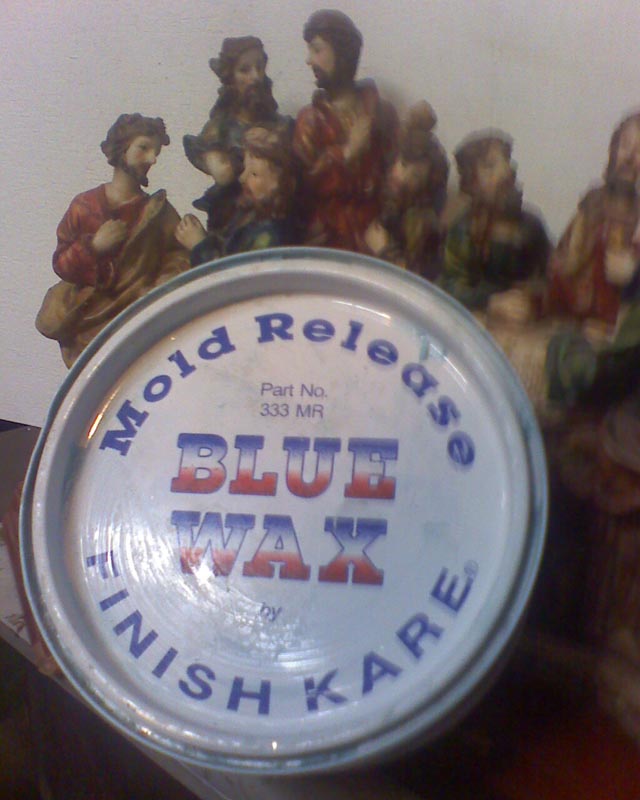 Mold Release
Part No.
333 MR
BLUE
WAX
by
FINISH KARE®